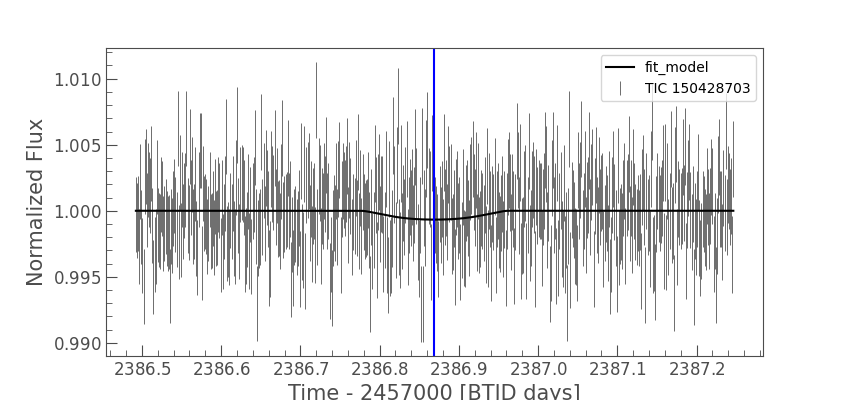 fit_model
TIC 150428703
Normalized Flux
1.010
1.005
1.000
0.995
0.990
2386.5 2386.6 2386.7 2386.8 2386.9 2387.0 2387.1 2387.2
Time - 2457000 [BTJD days]